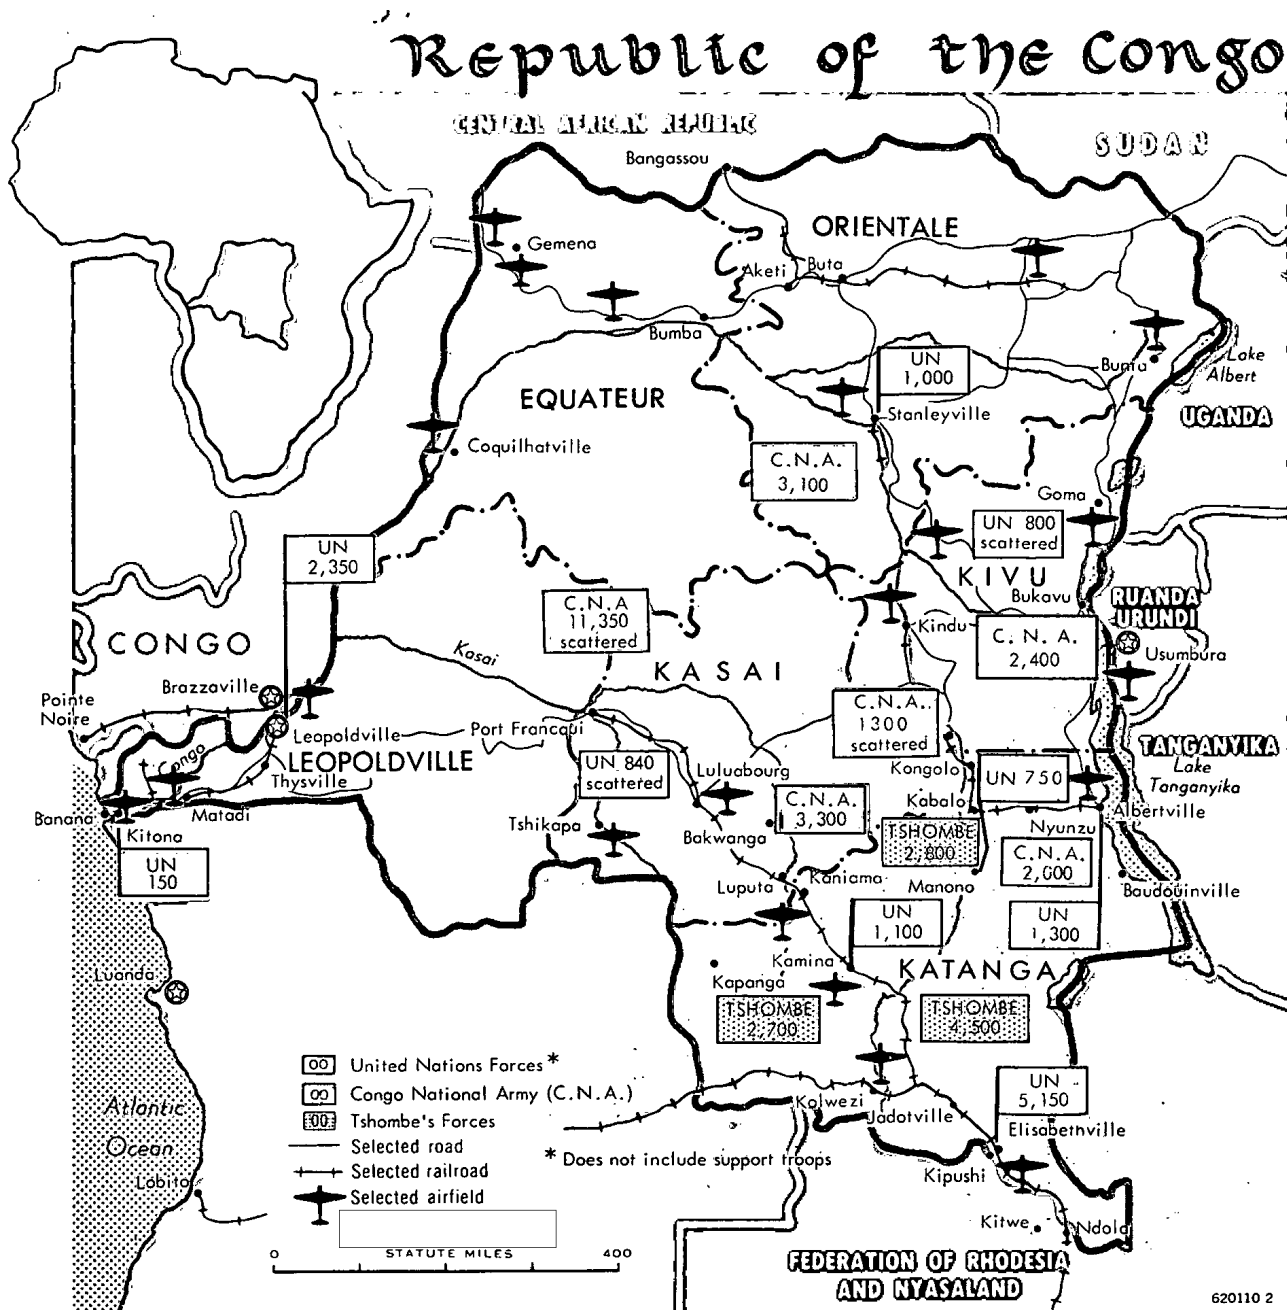 Republic of the Congo
CENTRAL AFRICAN REPUBLIC
SUDAN
Bangassou
ORIENTALE
Gemena
Aketi
Buta
Bumba
UN
1,000
Bunia
Lake
Albert
EQUATEUR
Stanleyville
UGANDA
Coquilhatville
C.N.A.
3,100
Goma
UN 800
scattered
UN
2,350
KIVU
Bukavu
RUANDA
URUNDI
C.N.A
11,350
scattered
CONGO
Kindu
C. N. A.
2,400
Usumbura
Kasai
KASAI
Brazzaville
Pointe
Noire
C.N.A.
1300
scattered
Leopoldville
Port Francqui
Congo
LEOPOLDVILLE
TANGANYIKA
Lake
Tanganyika
Thysville
UN 840
scattered
Luluabourg
Kongolo
UN 750
Banana
Matadi
Kitona
C.N.A.
3,300
Kabalo
Albertville
Tshikapa
Bakwanga
TSHOMBE
2,800
Nyunzu
UN
150
C.N.A.
2,000
Luputa
Kaniama
Manono
Baudouinville
UN
1,100
UN
1,300
Luanda
Kamina
KATANGA
Kapanga
TSHOMBE
2,700
TSHOMBE
4,500
United Nations Forces*
Congo National Army (C.N.A.)
Tshombe's Forces
Selected road
Selected railroad
Selected airfield
* Does not include support troops
UN
5,150
Kolwezi
Jadotville
Elisabethville
Atlantic
Ocean
Lobito
Kipushi
Kitwe
Ndola
0 400
STATUTE MILES
FEDERATION OF RHODESIA
AND NYASALAND
620110 2